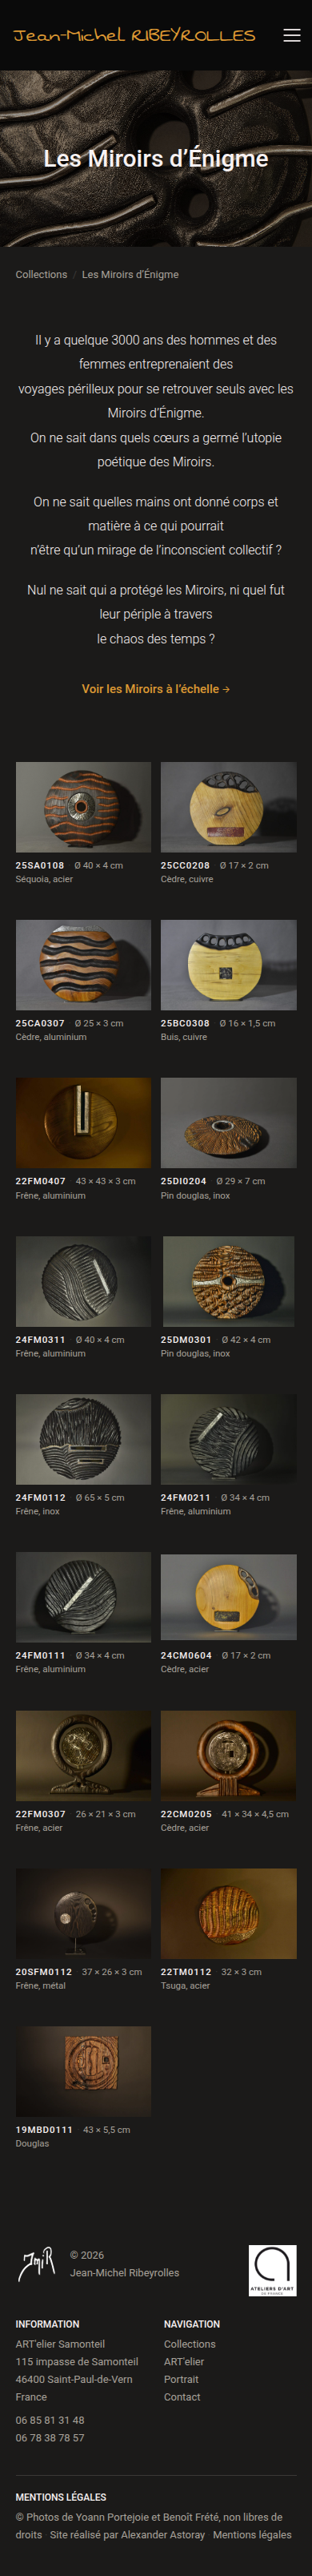 Jean-Michel RIBEYROLLES
Les Miroirs d’Énigme
Collections / Les Miroirs d’Énigme
Il y a quelque 3000 ans des hommes et des
femmes entreprenaient des
voyages périlleux pour se retrouver seuls avec les
Miroirs d’Énigme.
On ne sait dans quels cœurs a germé l’utopie
poétique des Miroirs.
On ne sait quelles mains ont donné corps et
matière à ce qui pourrait
n’être qu’un mirage de l’inconscient collectif ?
Nul ne sait qui a protégé les Miroirs, ni quel fut
leur périple à travers
le chaos des temps ?
Voir les Miroirs à l’échelle →
25SA0108 Ø 40 × 4 cm
Séquoia, acier
25CC0208 Ø 17 × 2 cm
Cèdre, cuivre
25CA0307 Ø 25 × 3 cm
Cèdre, aluminium
25BC0308 Ø 16 × 1,5 cm
Buis, cuivre
22FM0407 43 × 43 × 3 cm
Frêne, aluminium
25DI0204 Ø 29 × 7 cm
Pin douglas, inox
24FM0311 Ø 40 × 4 cm
Frêne, aluminium
25DM0301 Ø 42 × 4 cm
Pin douglas, inox
24FM0112 Ø 65 × 5 cm
Frêne, inox
24FM0211 Ø 34 × 4 cm
Frêne, aluminium
24FM0111 Ø 34 × 4 cm
Frêne, aluminium
24CM0604 Ø 17 × 2 cm
Cèdre, acier
22FM0307 26 × 21 × 3 cm
Frêne, acier
22CM0205 41 × 34 × 4,5 cm
Cèdre, acier
20SFM0112 37 × 26 × 3 cm
Frêne, métal
22TM0112 32 × 3 cm
Tsuga, acier
19MBD0111 43 × 5,5 cm
Douglas
JMiR
© 2026
Jean-Michel Ribeyrolles
ATELIERS D'ART
DE FRANCE
INFORMATION
ART’elier Samonteil
115 impasse de Samonteil
46400 Saint-Paul-de-Vern
France
06 85 81 31 48
06 78 38 78 57
NAVIGATION
Collections
ART’elier
Portrait
Contact
MENTIONS LÉGALES
© Photos de Yoann Portejoie et Benoît Frété, non libres de
droits Site réalisé par Alexander Astoray Mentions légales